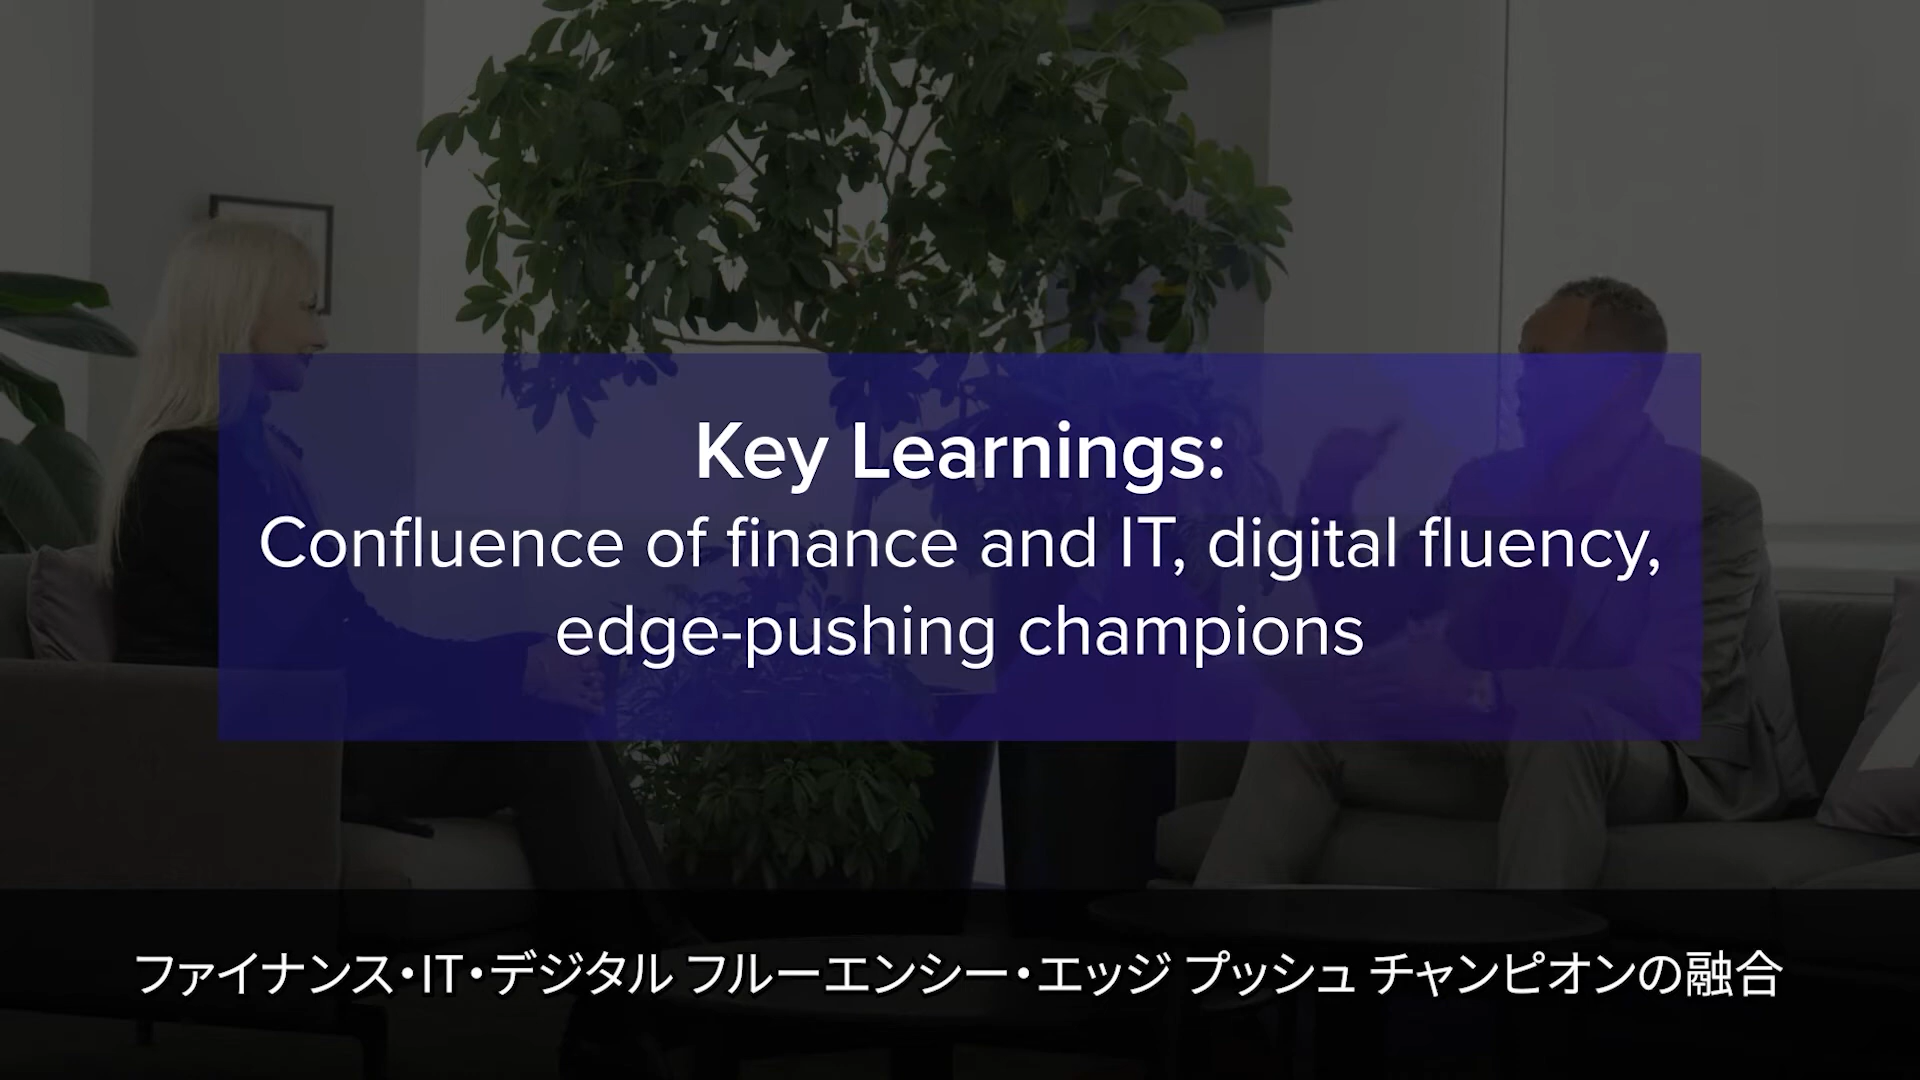 Key Learnings:
Confluence of finance and IT, digital fluency,
edge-pushing champions
ファイナンス・IT・デジタル フルーエンシー・エッジ プッシュ チャンピオンの融合